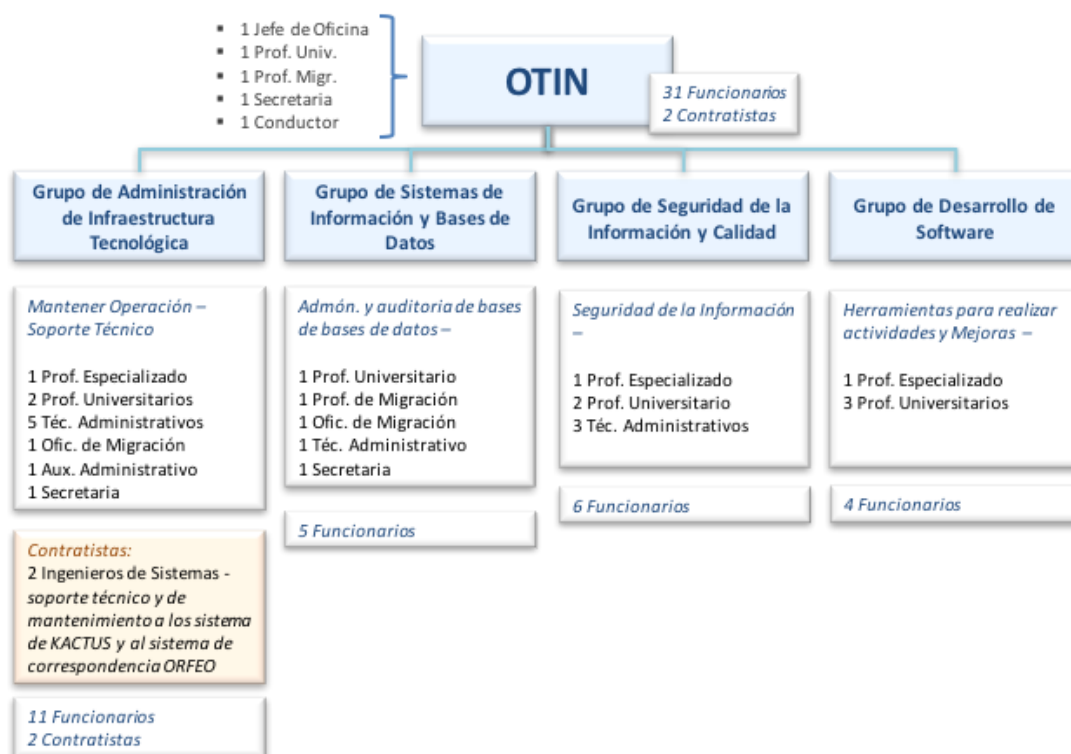 ▪ 1 Jefe de Oficina
▪ 1 Prof. Univ.
▪ 1 Prof. Migr.
▪ 1 Secretaria
▪ 1 Conductor
OTIN
31 Funcionarios
2 Contratistas
Grupo de Administración
de Infraestructura
Tecnológica
Mantener Operación –
Soporte Técnico
1 Prof. Especializado
2 Prof. Universitarios
5 Téc. Administrativos
1 Ofic. de Migración
1 Aux. Administrativo
1 Secretaria
Contratistas:
2 Ingenieros de Sistemas -
soporte técnico y de
mantenimiento a los sistema
de KACTUS y al sistema de
correspondencia ORFEO
11 Funcionarios
2 Contratistas
Grupo de Sistemas de
Información y Bases de
Datos
Admón. y auditoria de bases
de bases de datos –
1 Prof. Universitario
1 Prof. de Migración
1 Ofic. de Migración
1 Téc. Administrativo
1 Secretaria
5 Funcionarios
Grupo de Seguridad de la
Información y Calidad
Seguridad de la Información
–
1 Prof. Especializado
2 Prof. Universitario
3 Téc. Administrativos
6 Funcionarios
Grupo de Desarrollo de
Software
Herramientas para realizar
actividades y Mejoras –
1 Prof. Especializado
3 Prof. Universitarios
4 Funcionarios